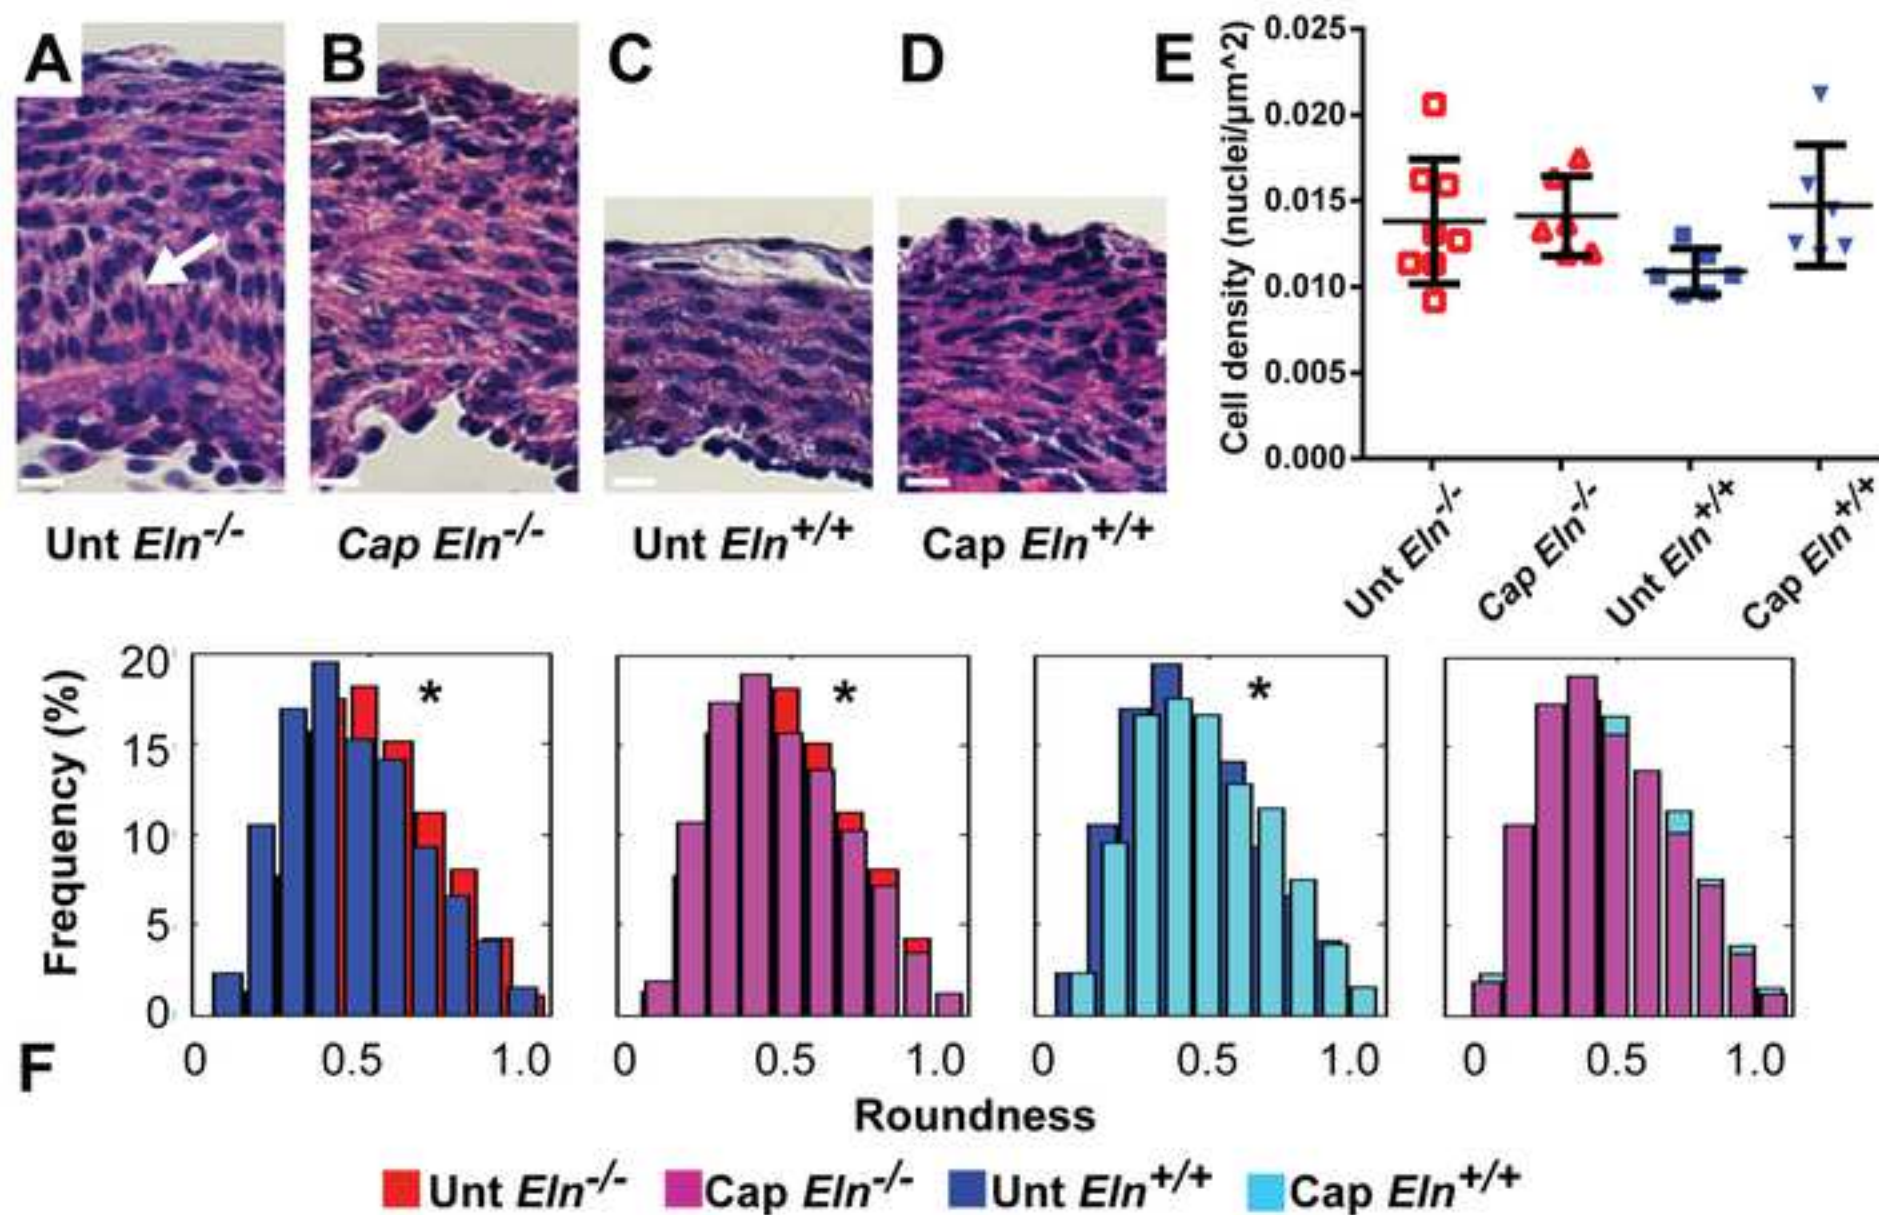 A
B
C
D
E
Unt Eln-/-
Cap Eln-/-
Unt Eln+/+
Cap Eln+/+
Cell density (nuclei/µm^2)
0.025
0.020
0.015
0.010
0.005
0.000
Unt Eln-/-
Cap Eln-/-
Unt Eln+/+
Cap Eln+/+
F
Frequency (%)
20
15
10
5
0
*
*
*
0 0.5 1.0
0 0.5 1.0
0 0.5 1.0
0 0.5 1.0
Roundness
Unt Eln-/- Cap Eln-/- Unt Eln+/+ Cap Eln+/+